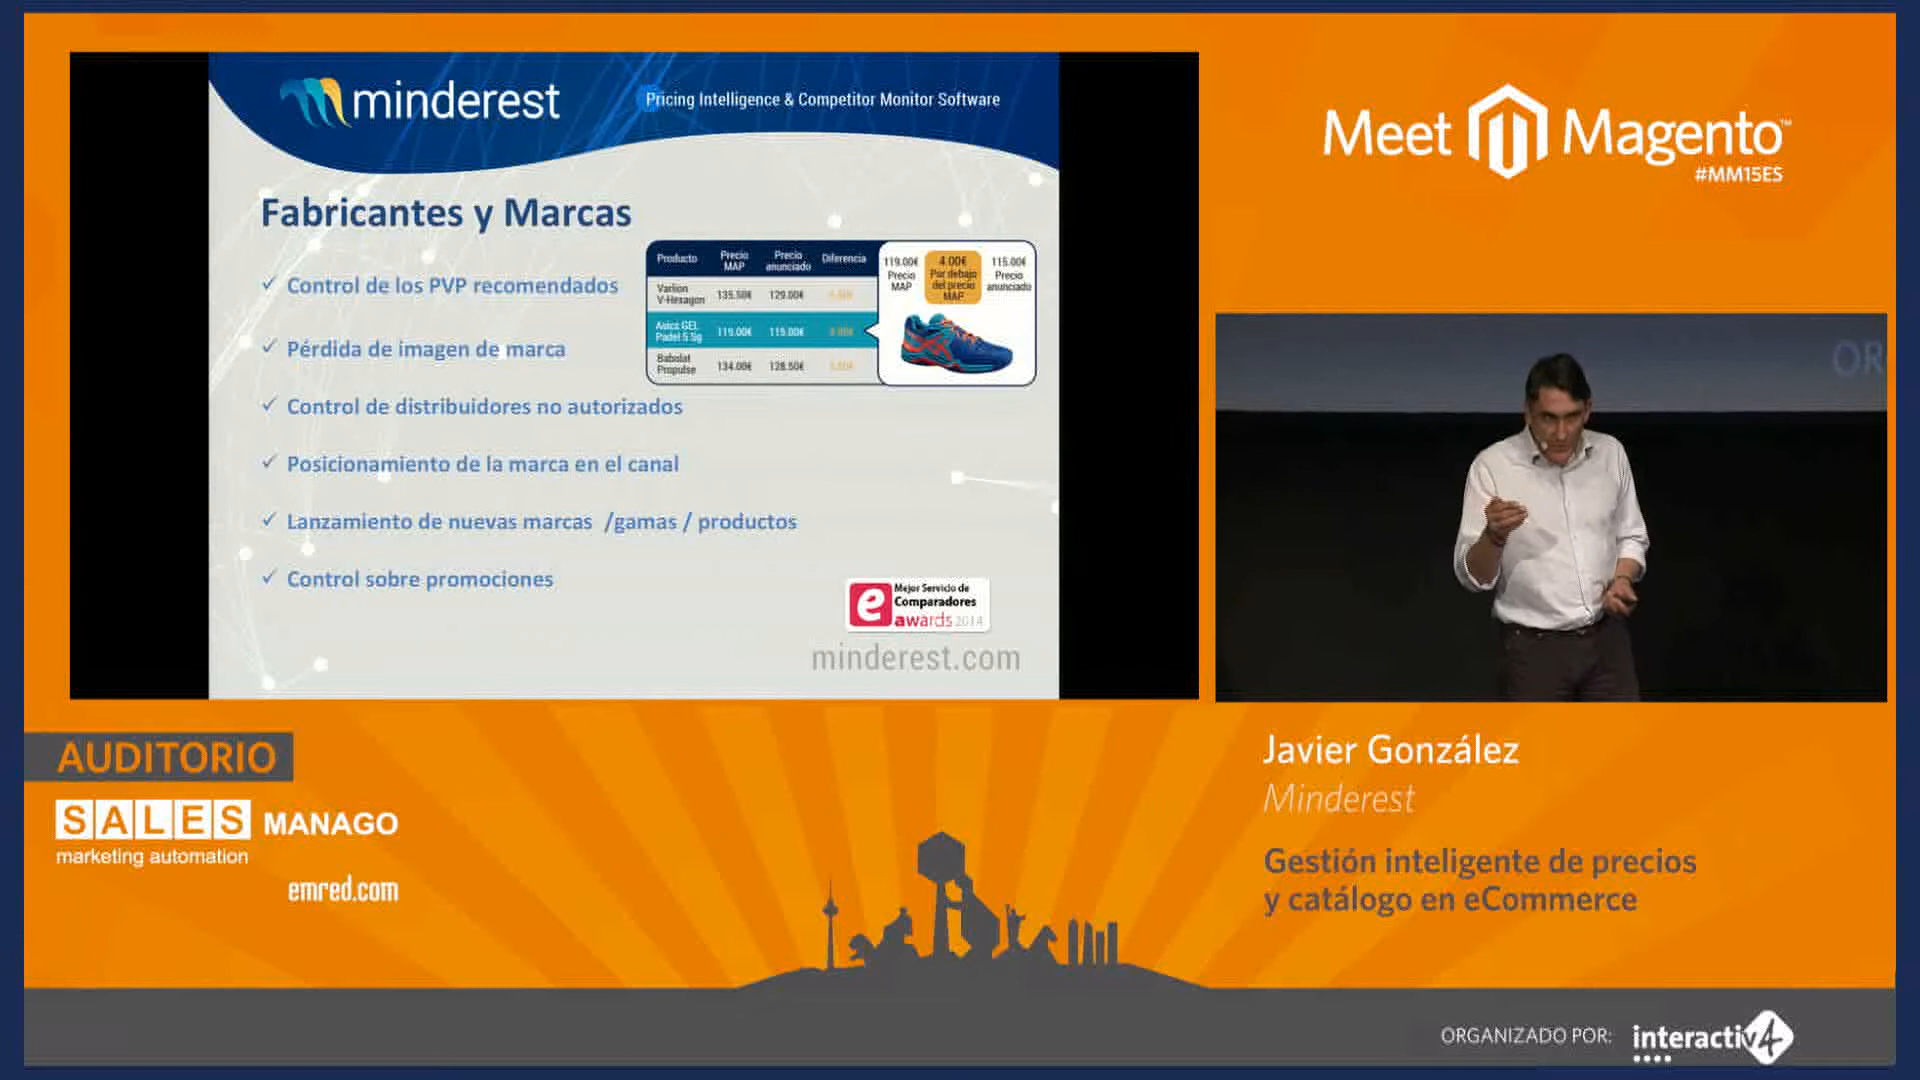 minderest
Pricing Intelligence & Competitor Monitor Software
Fabricantes y Marcas
✓ Control de los PVP recomendados
✓ Pérdida de imagen de marca
✓ Control de distribuidores no autorizados
✓ Posicionamiento de la marca en el canal
✓ Lanzamiento de nuevas marcas /gamas / productos
✓ Control sobre promociones
Producto Precio MAP Precio anunciado Diferencia
Varlion V-Hexagon 135.50€ 129.00€
Asics GEL Padel 5 Sg 119.00€ 115.00€ 4.00€
Babolat Propulse 134.00€ 128.50€
119.00€
Precio
MAP
4.00€
Por debajo
del precio
MAP
115.00€
Precio
anunciado
e
Mejor Servicio de
Comparadores
awards 2014
minderest.com
Meet Magento™
#MM15ES
OR
AUDITORIO
SALES MANAGO
marketing automation
emred.com
Javier González
Minderest
Gestión inteligente de precios
y catálogo en eCommerce
ORGANIZADO POR: interactiv4